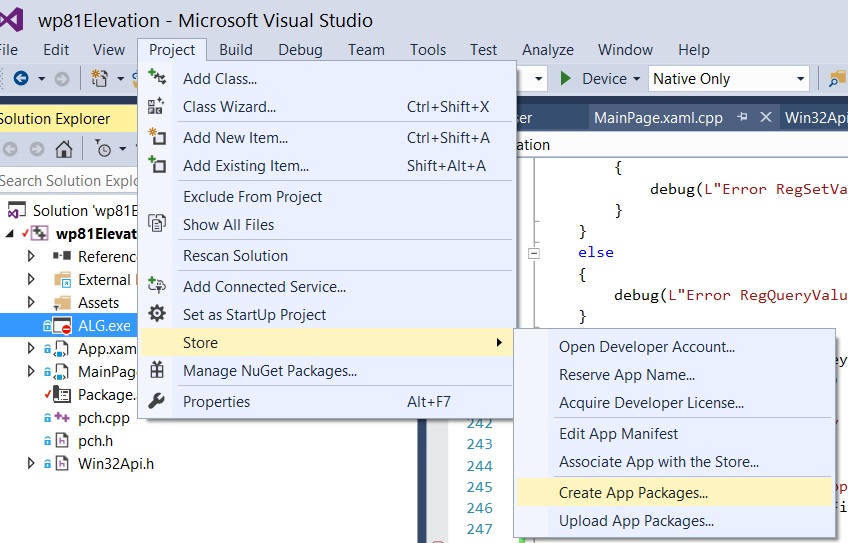 wp81Elevation - Microsoft Visual Studio
File Edit View Project Build Debug Team Tools Test Analyze Window Help
Device Native Only
Solution Explorer
Search Solution Explo
Solution 'wp81E
wp81Elevat
Referenc
External
Assets
ALG.exe
App.xam
MainPag
Package.
pch.cpp
pch.h
Win32Api.h
Add Class...
Class Wizard... Ctrl+Shift+X
Add New Item... Ctrl+Shift+A
Add Existing Item... Shift+Alt+A
Exclude From Project
Show All Files
Rescan Solution
Add Connected Service...
Set as StartUp Project
Store
Manage NuGet Packages...
Properties Alt+F7
Open Developer Account...
Reserve App Name...
Acquire Developer License...
Edit App Manifest
Associate App with the Store...
Create App Packages...
Upload App Packages...
ser MainPage.xaml.cpp Win32Api
ation
{
debug(L"Error RegSetVa
}
}
else
{
debug(L"Error RegQueryValu
}
242
243
244
245
246
247